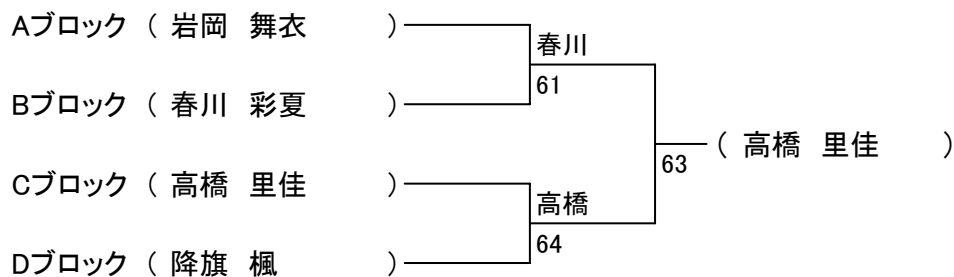 Aブロック ( 岩岡 舞衣 )
春川
61
Bブロック ( 春川 彩夏 )
( 高橋 里佳 )
63
Cブロック ( 高橋 里佳 )
高橋
64
Dブロック ( 降旗 楓 )